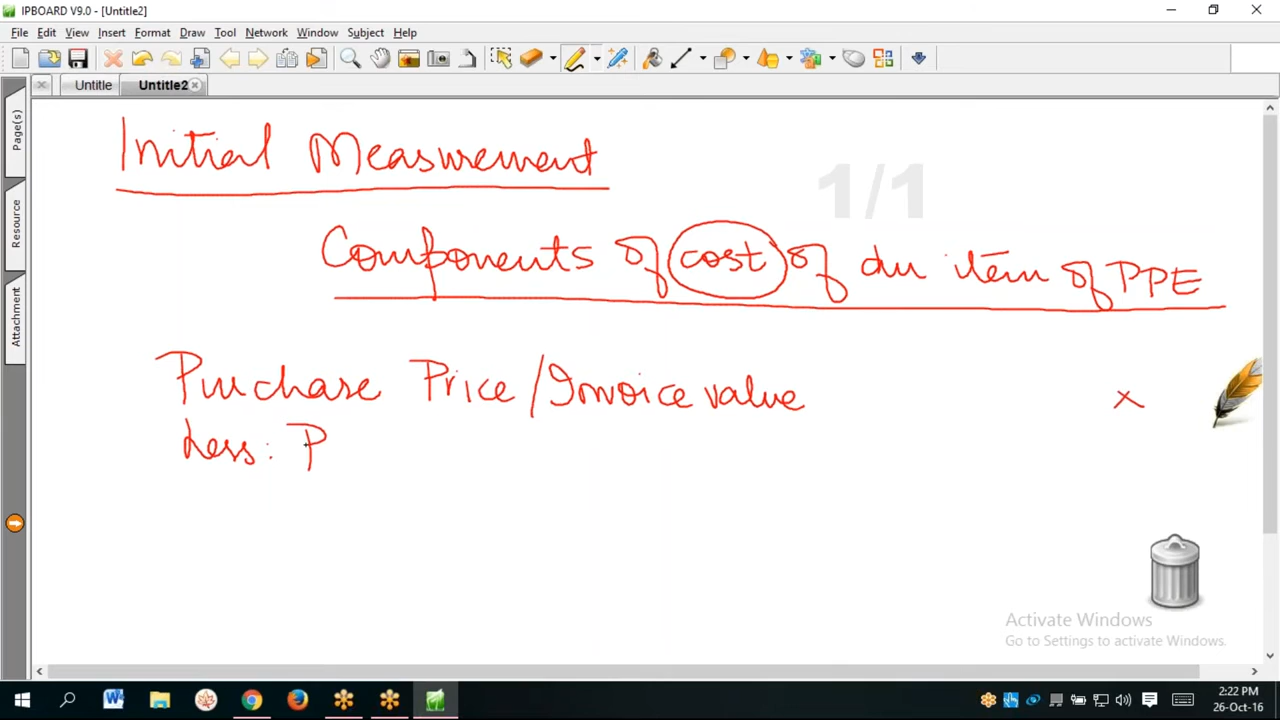 IPBOARD V9.0 - [Untitle2]
File Edit View Insert Format Draw Tool Network Window Subject Help
Untitle Untitle2
Page(s)
Resource
Attachment
1/1
Initial Measurement
Components of cost of an item of PPE
Purchase Price/Invoice value x
Less: P
Activate Windows
Go to Settings to activate Windows.
2:22 PM
26-Oct-16